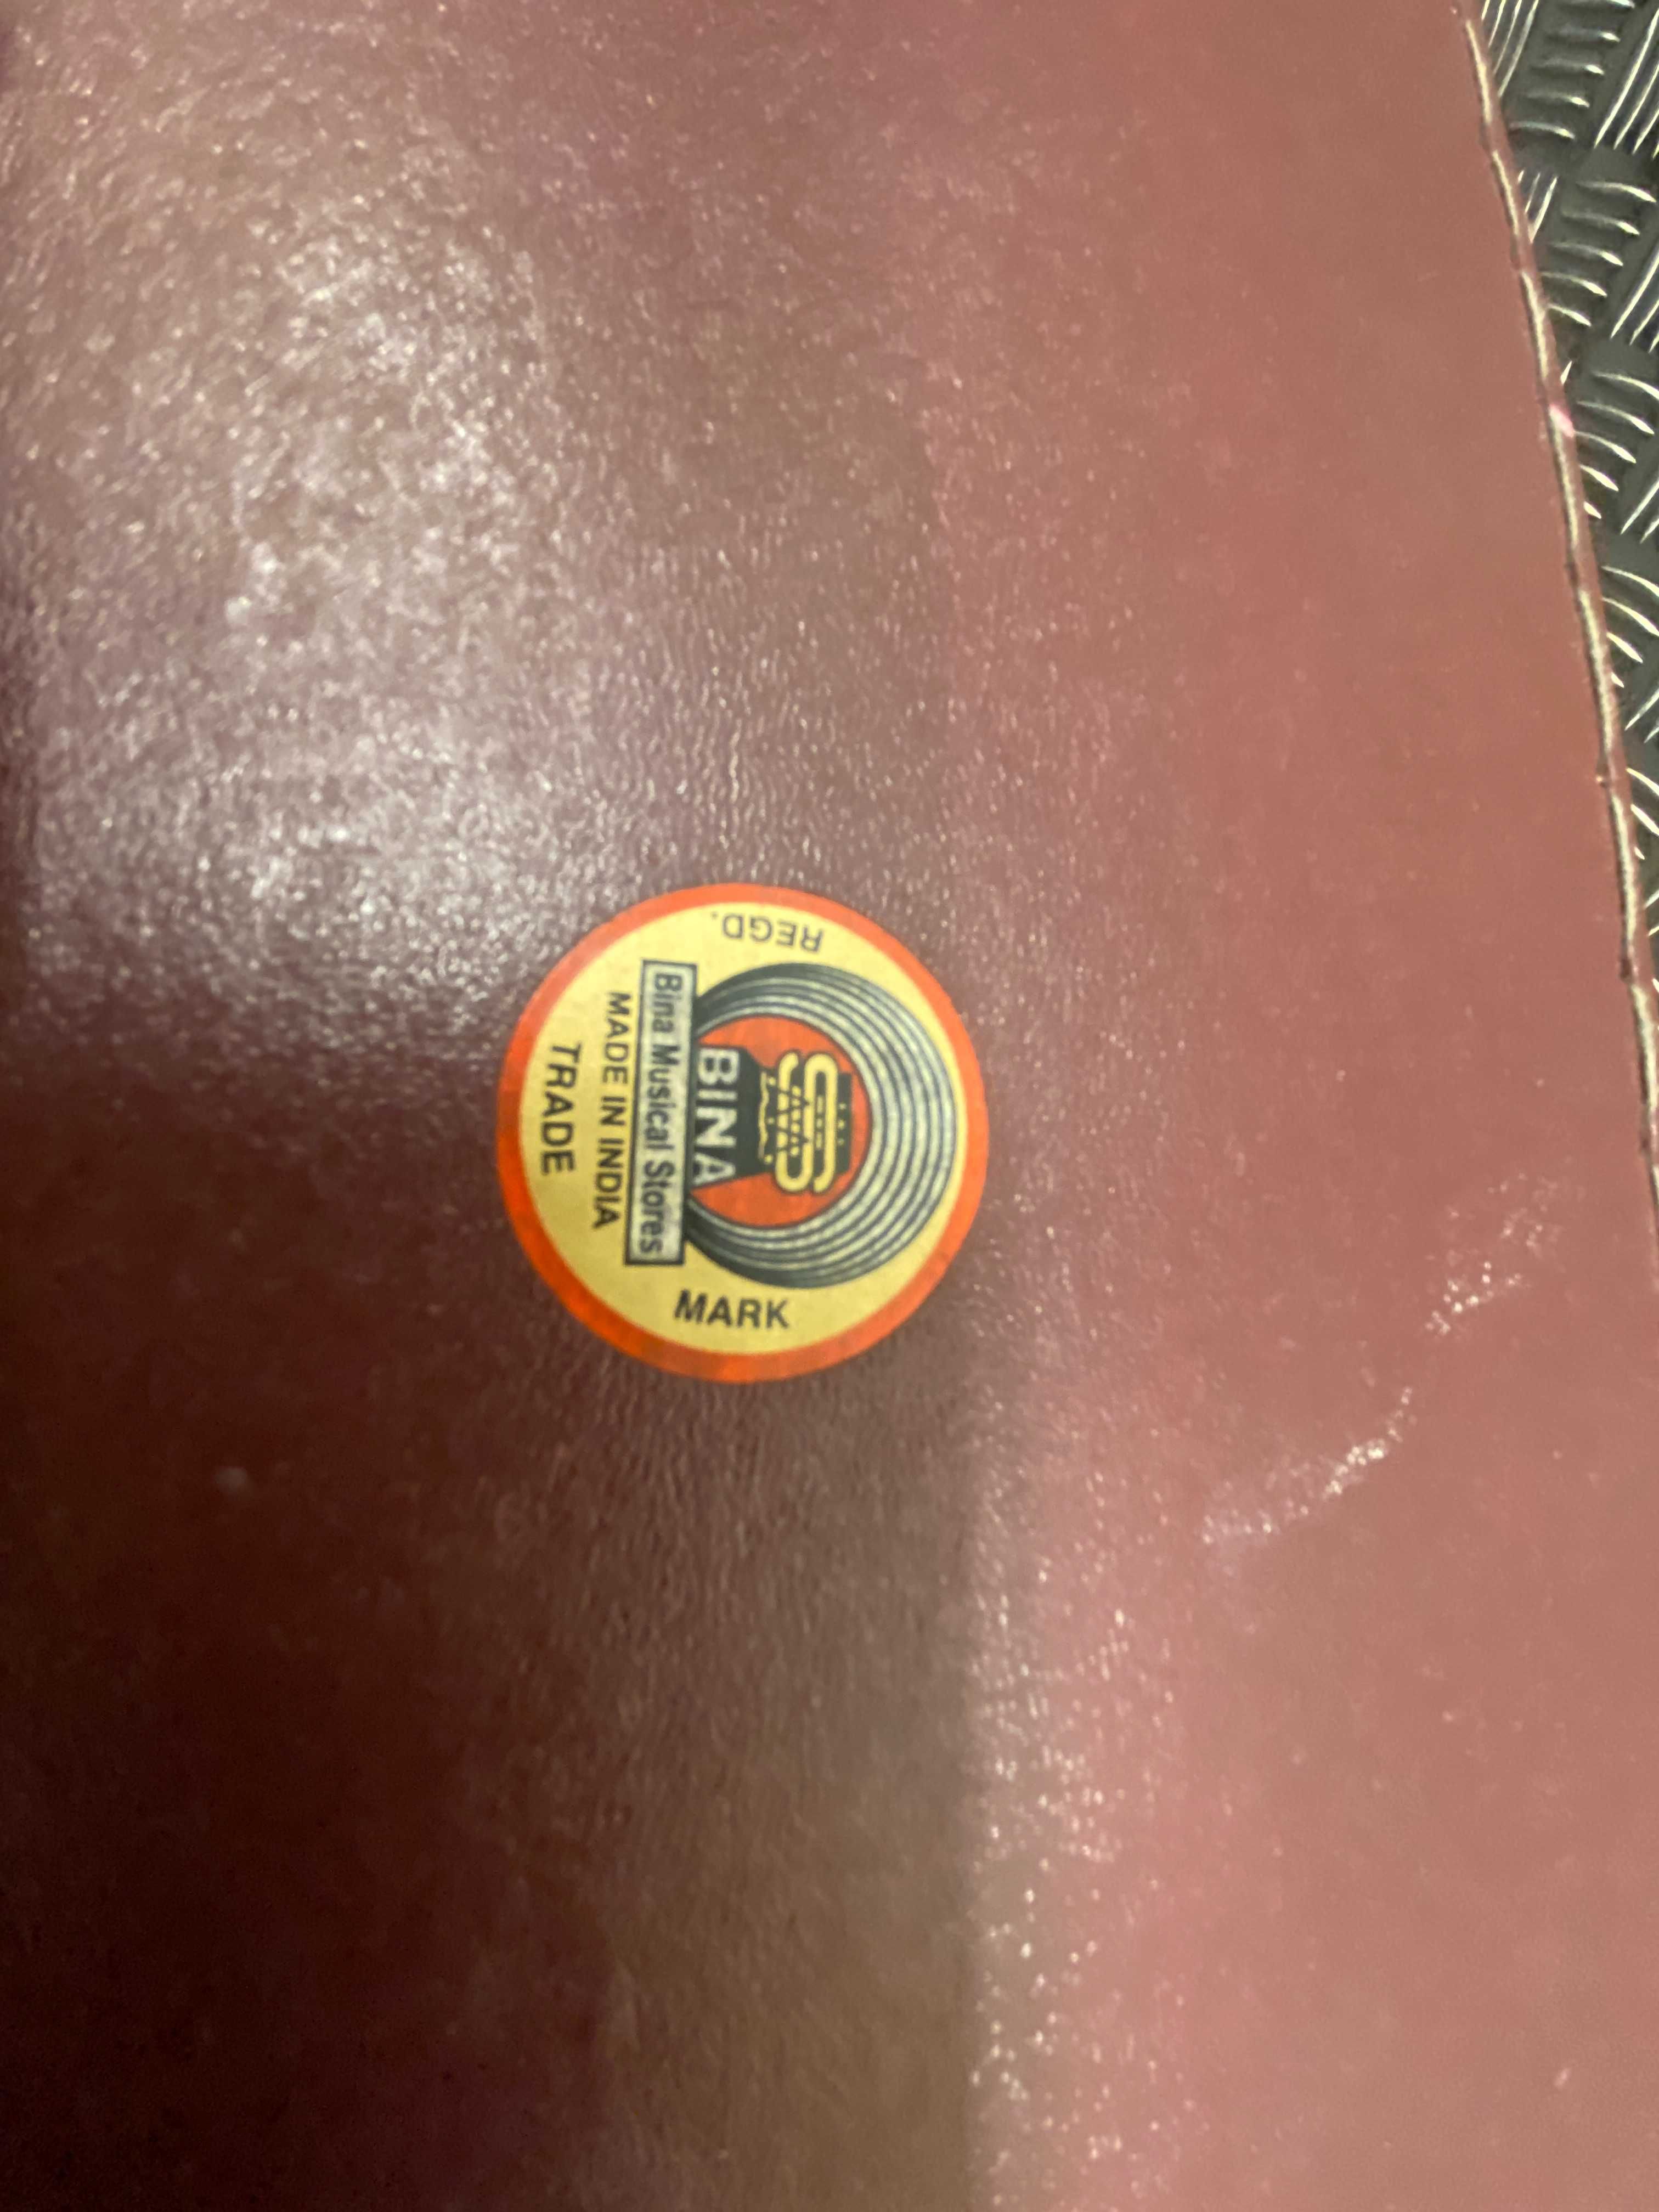 REGD.
BINA
Bina Musical Stores
MADE IN INDIA
TRADE
MARK